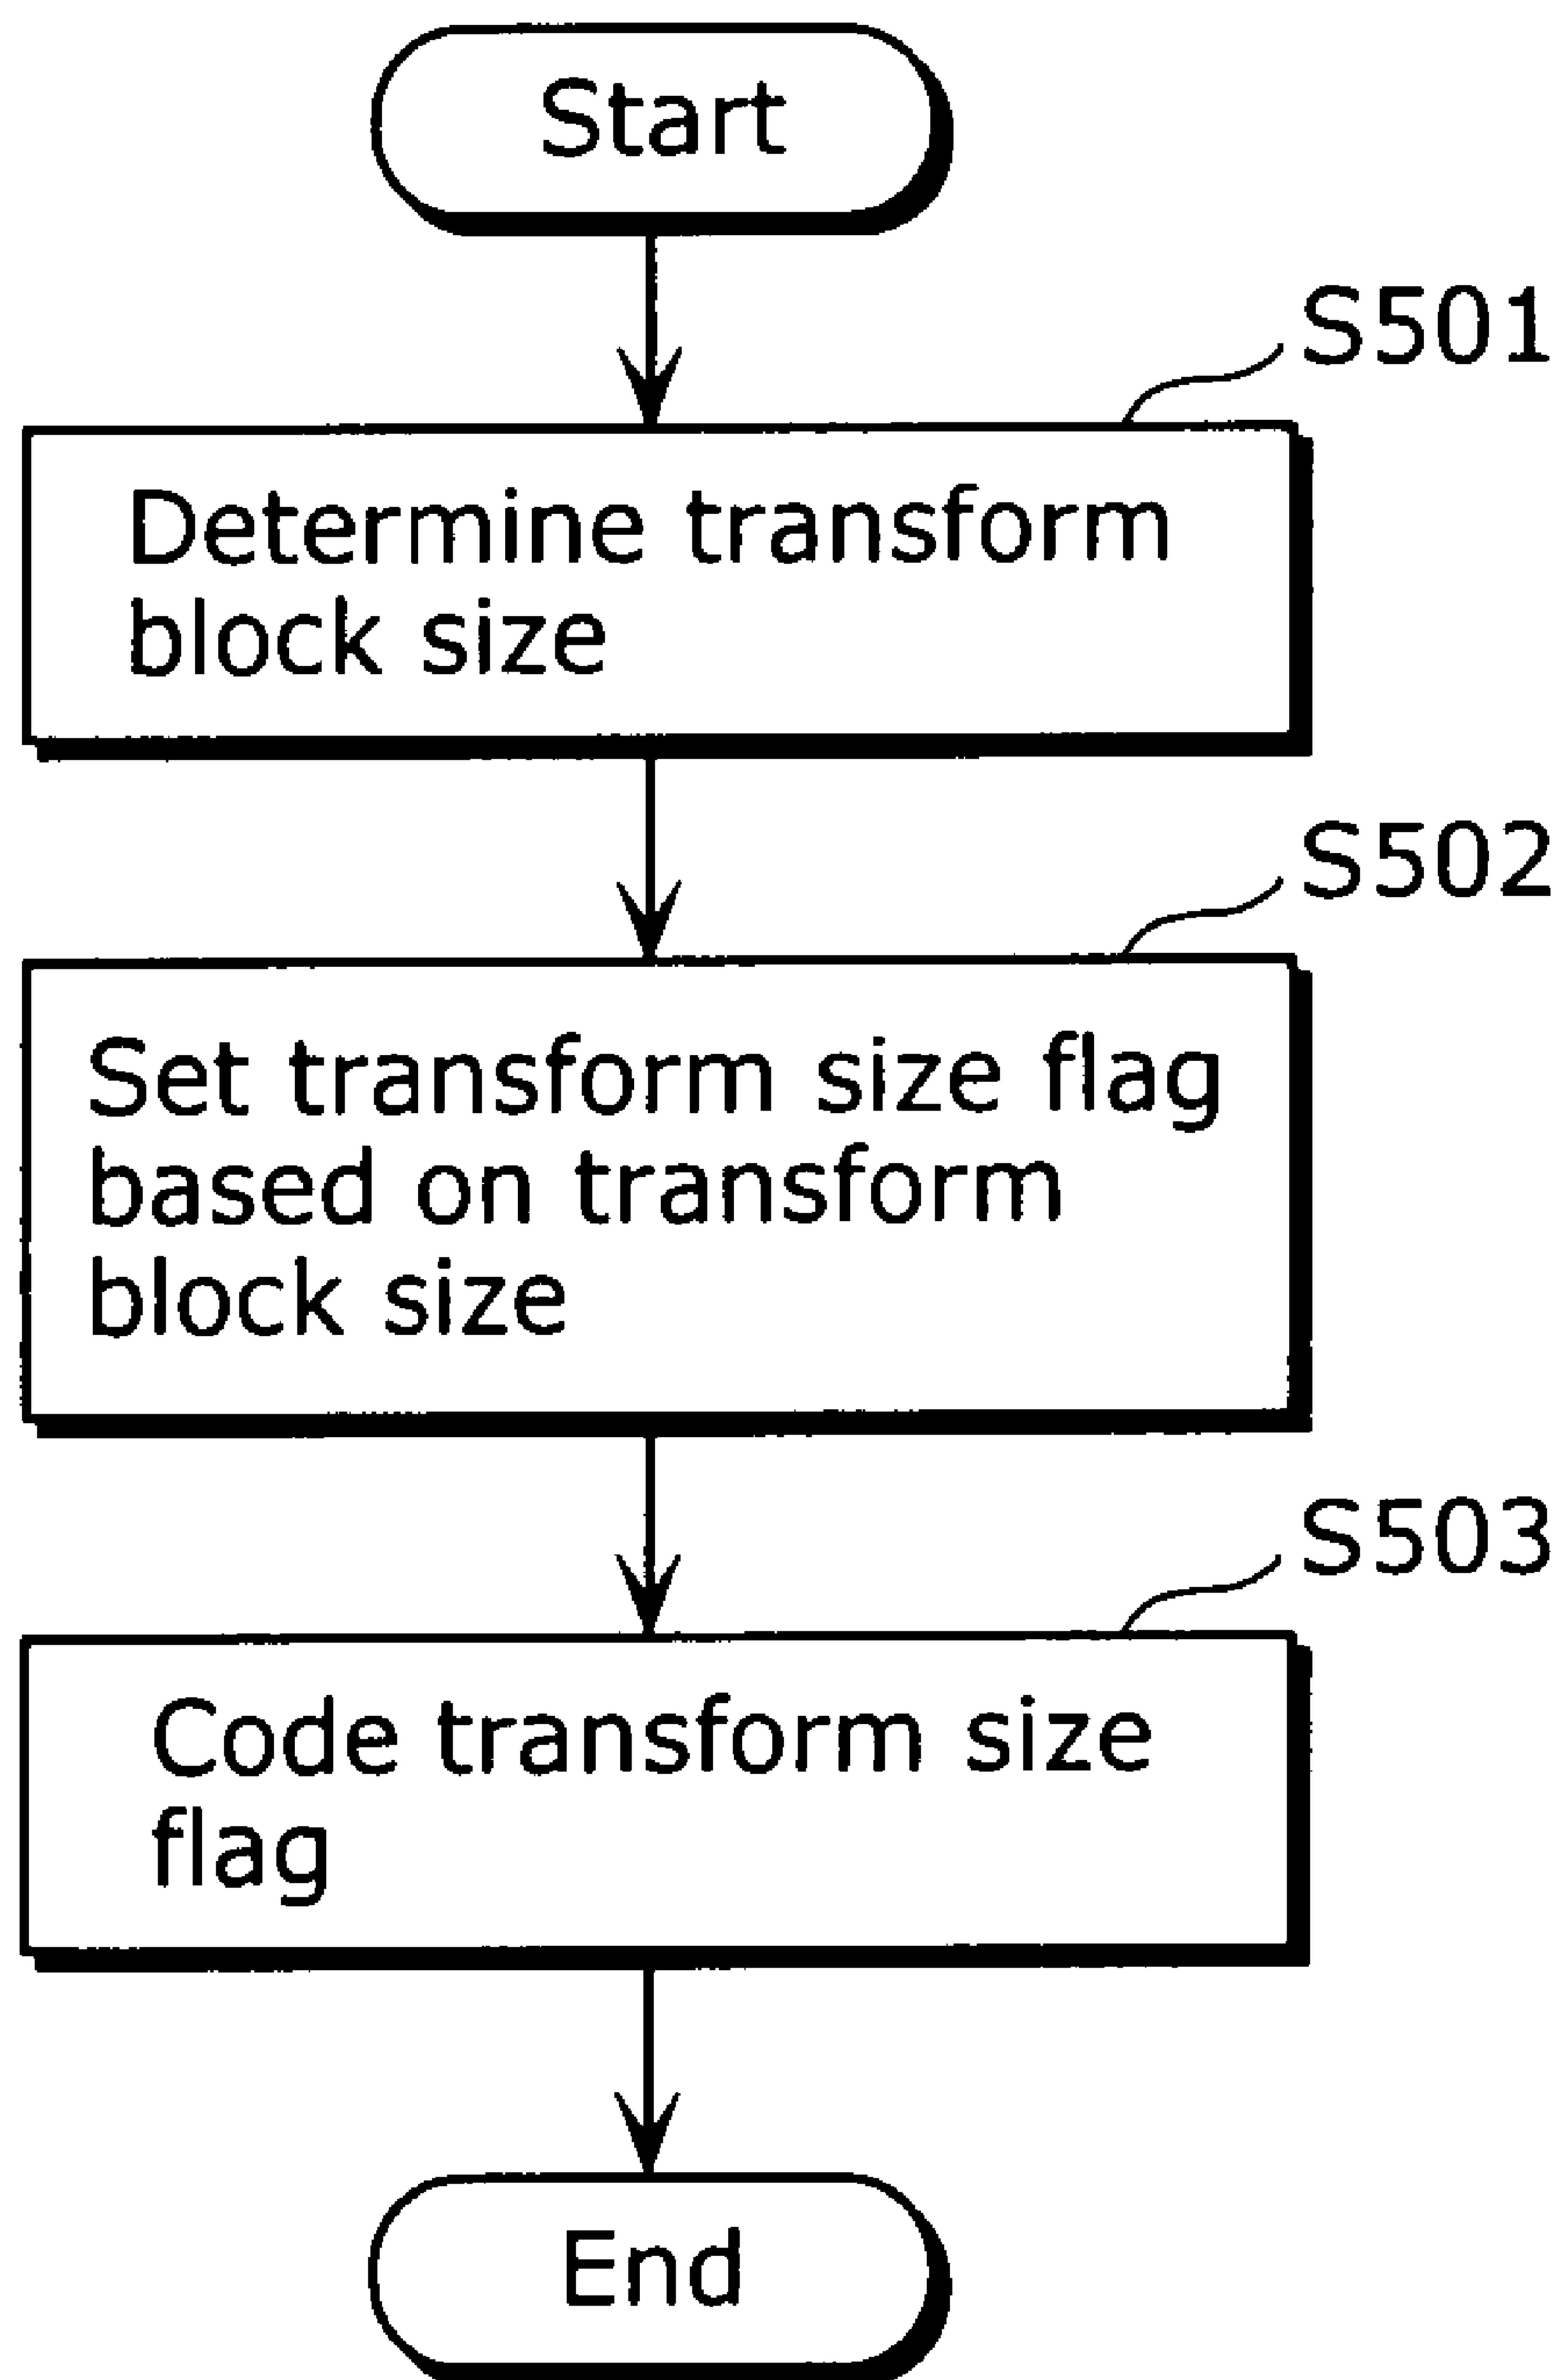 Start
S501
Determine transform
block size
S502
Set transform size flag
based on transform
block size
S503
Code transform size
flag
End